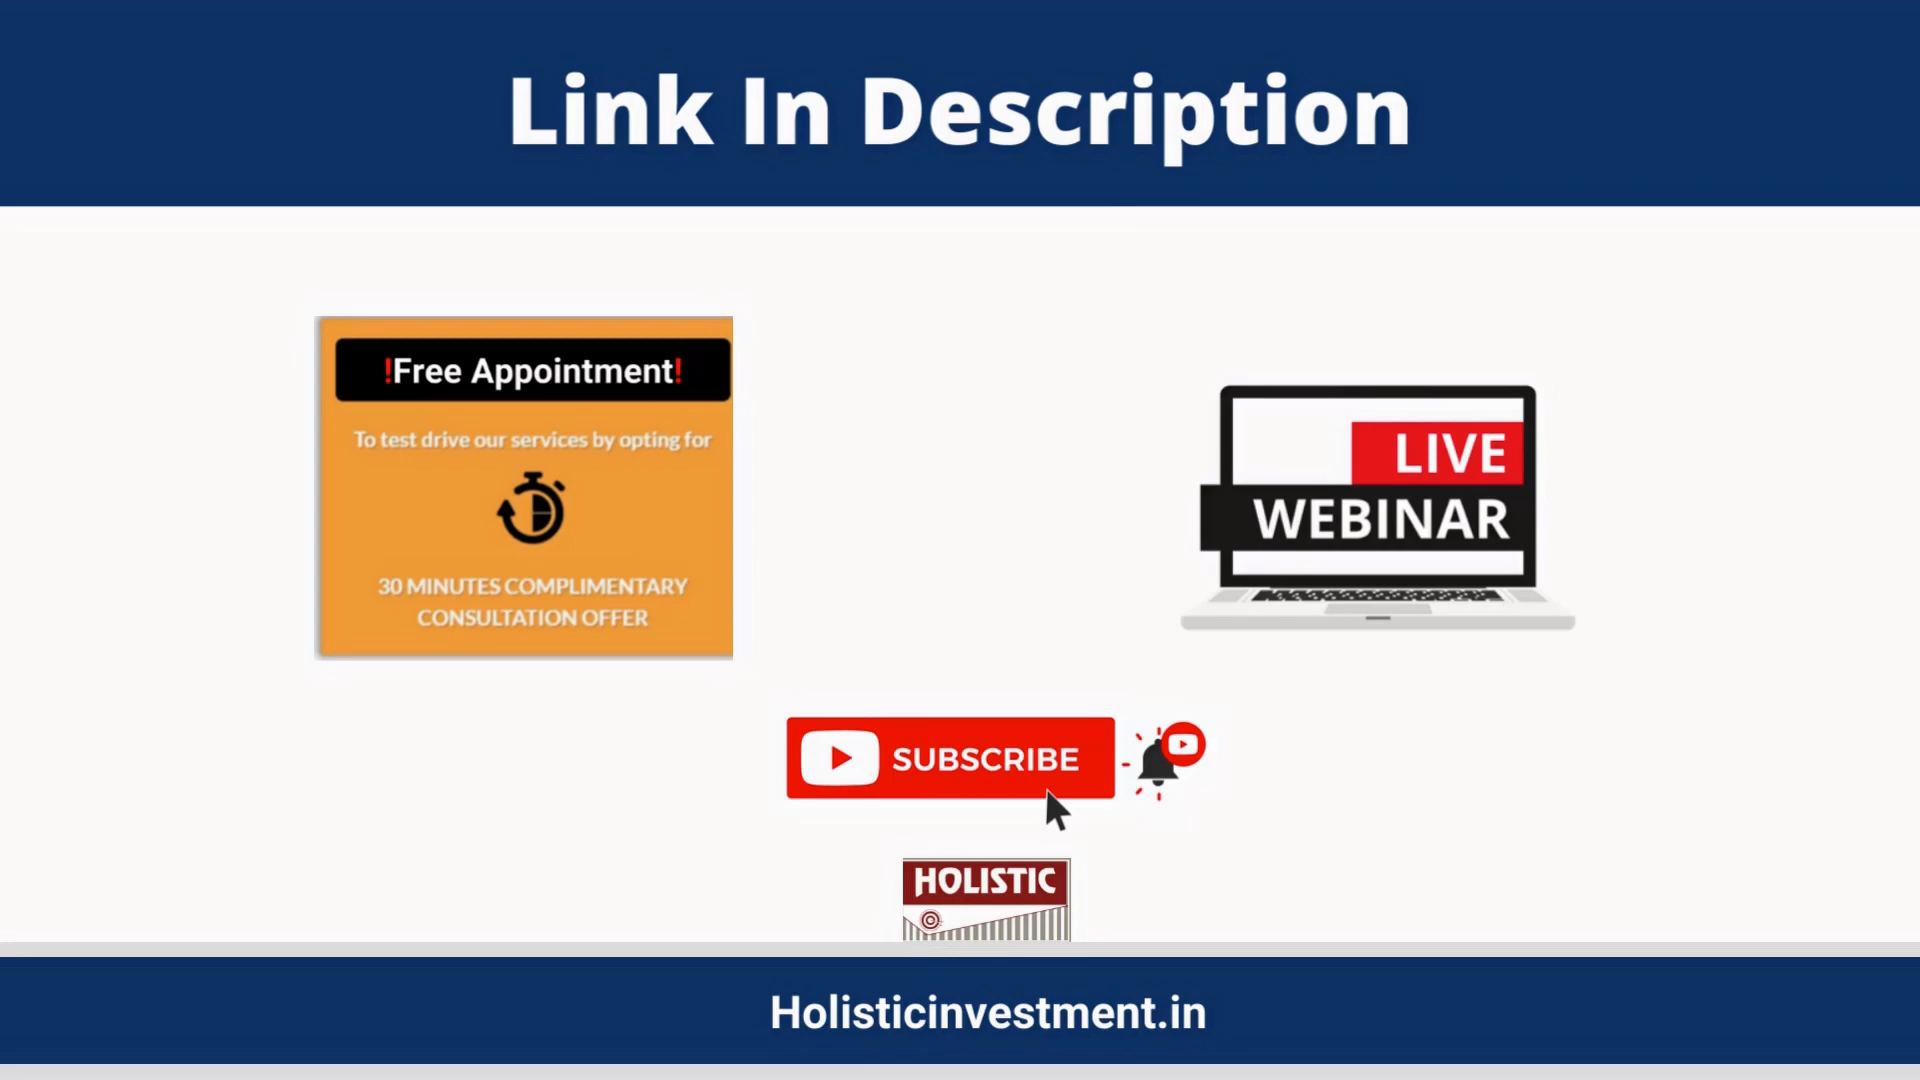 Link In Description
!Free Appointment!
To test drive our services by opting for
30 MINUTES COMPLIMENTARY
CONSULTATION OFFER
LIVE
WEBINAR
SUBSCRIBE
HOLISTIC
Holisticinvestment.in